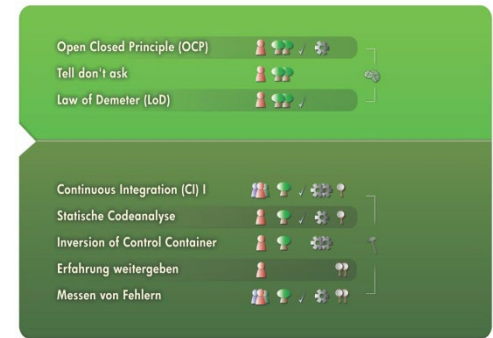 Open Closed Principle (OCP)
Tell don't ask
Law of Demeter (LoD)
Continuous Integration (CI) I
Statische Codeanalyse
Inversion of Control Container
Erfahrung weitergeben
Messen von Fehlern